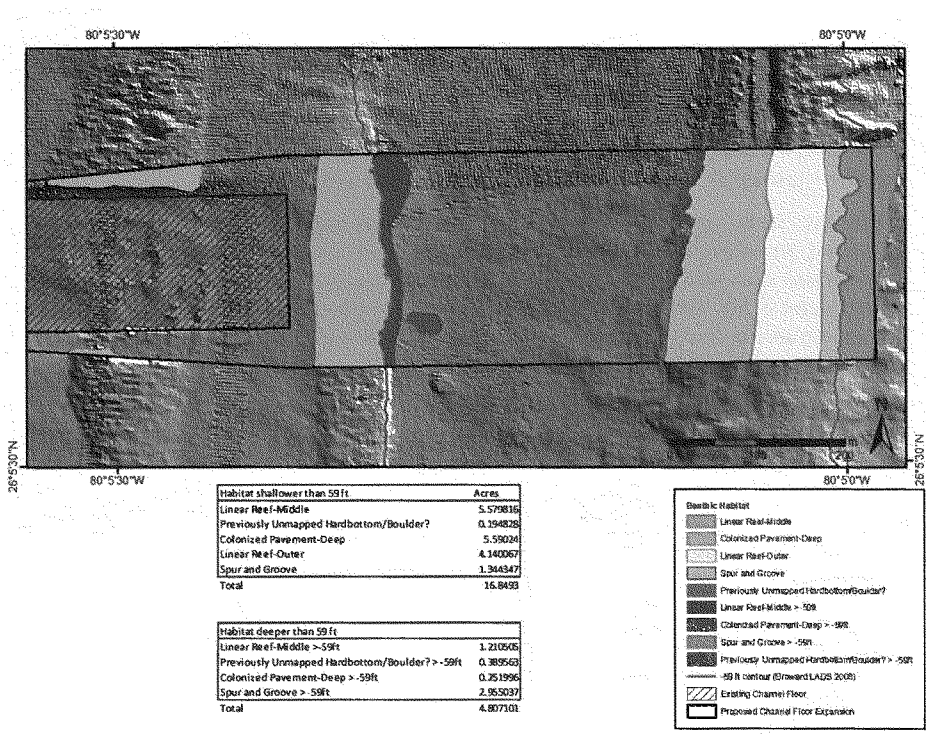 80°5'30"W
80°5'0"W
26°5'30"N
26°5'30"N
80°5'30"W
80°5'0"W
Habitat shallower than 59 ft Acres
Linear Reef-Middle 5.579816
Previously Unmapped Hardbottom/Boulder? 0.194828
Colonized Pavement-Deep 5.59024
Linear Reef-Outer 4.140067
Spur and Groove 1.344347
Total 16.8493
Habitat deeper than 59 ft
Linear Reef-Middle >-59ft 1.210505
Previously Unmapped Hardbottom/Boulder? > -59ft 0.389563
Colonized Pavement-Deep > -59ft 0.251996
Spur and Groove > -59ft 2.955037
Total 4.807101
Benthic Habitat
Linear Reef-Middle
Colonized Pavement-Deep
Linear Reef-Outer
Spur and Groove
Previously Unmapped Hardbottom/Boulder?
Linear Reef-Middle > -59ft
Colonized Pavement-Deep > -59ft
Spur and Groove > -59ft
Previously Unmapped Hardbottom/Boulder? > -59ft
-59 ft contour (Broward LADS 2008)
Existing Channel Floor
Proposed Channel Floor Expansion